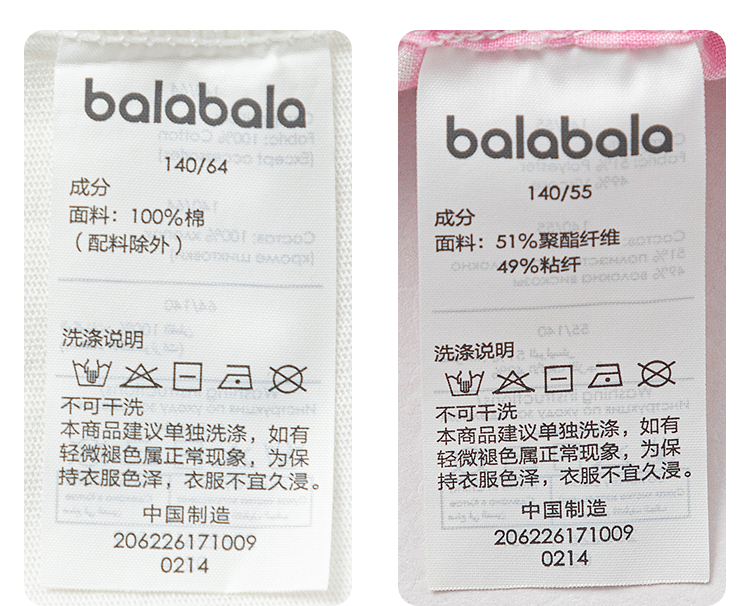 balabala
140/64
成分
面料：100%棉
（配料除外）
洗涤说明
不可干洗
本商品建议单独洗涤，如有
轻微褪色属正常现象，为保
持衣服色泽，衣服不宜久浸。
中国制造
206226171009
0214
balabala
140/55
成分
面料：51%聚酯纤维
49%粘纤
洗涤说明
不可干洗
本商品建议单独洗涤，如有
轻微褪色属正常现象，为保
持衣服色泽，衣服不宜久浸。
中国制造
206226171009
0214